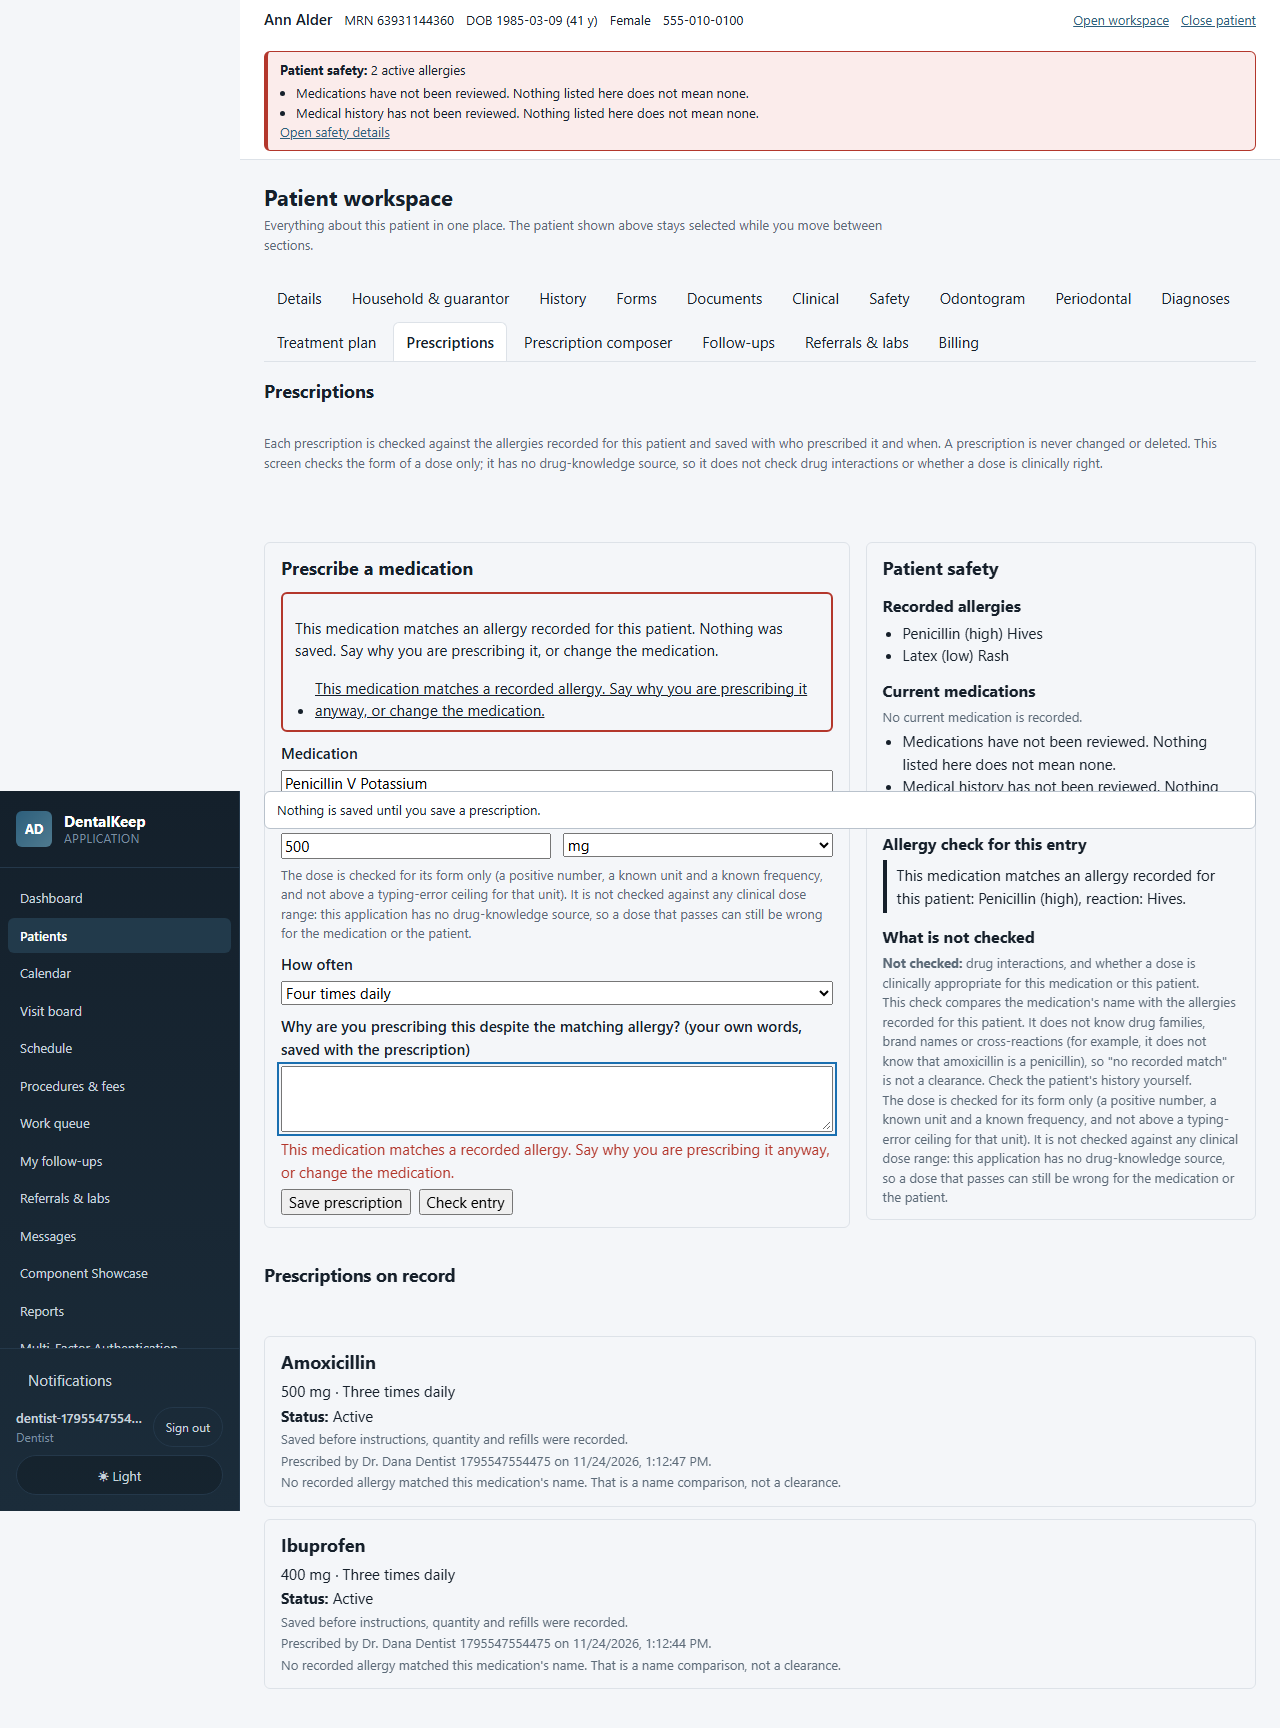 Ann Alder MRN 63931144360 DOB 1985-03-09 (41 y) Female 555-010-0100 Open workspace Close patient
Patient safety: 2 active allergies
Medications have not been reviewed. Nothing listed here does not mean none.
Medical history has not been reviewed. Nothing listed here does not mean none.
Open safety details
Patient workspace
Everything about this patient in one place. The patient shown above stays selected while you move between
sections.
Details Household & guarantor History Forms Documents Clinical Safety Odontogram Periodontal Diagnoses
Treatment plan Prescriptions Prescription composer Follow-ups Referrals & labs Billing
Prescriptions
Each prescription is checked against the allergies recorded for this patient and saved with who prescribed it and when. A prescription is never changed or deleted. This
screen checks the form of a dose only; it has no drug-knowledge source, so it does not check drug interactions or whether a dose is clinically right.
Prescribe a medication
This medication matches an allergy recorded for this patient. Nothing was
saved. Say why you are prescribing it, or change the medication.
This medication matches a recorded allergy. Say why you are prescribing it
anyway, or change the medication.
Medication
Penicillin V Potassium
Nothing is saved until you save a prescription.
500 mg
The dose is checked for its form only (a positive number, a known unit and a known frequency,
and not above a typing-error ceiling for that unit). It is not checked against any clinical dose
range: this application has no drug-knowledge source, so a dose that passes can still be wrong
for the medication or the patient.
How often
Four times daily
Why are you prescribing this despite the matching allergy? (your own words,
saved with the prescription)
This medication matches a recorded allergy. Say why you are prescribing it anyway,
or change the medication.
Save prescription Check entry
Patient safety
Recorded allergies
Penicillin (high) Hives
Latex (low) Rash
Current medications
No current medication is recorded.
Medications have not been reviewed. Nothing
listed here does not mean none.
Medical history has not been reviewed. Nothing
Allergy check for this entry
This medication matches an allergy recorded for
this patient: Penicillin (high), reaction: Hives.
What is not checked
Not checked: drug interactions, and whether a dose is
clinically appropriate for this medication or this patient.
This check compares the medication's name with the allergies
recorded for this patient. It does not know drug families,
brand names or cross-reactions (for example, it does not
know that amoxicillin is a penicillin), so "no recorded match"
is not a clearance. Check the patient's history yourself.
The dose is checked for its form only (a positive number, a
known unit and a known frequency, and not above a typing-
error ceiling for that unit). It is not checked against any clinical
dose range: this application has no drug-knowledge source,
so a dose that passes can still be wrong for the medication or
the patient.
Prescriptions on record
Amoxicillin
500 mg · Three times daily
Status: Active
Saved before instructions, quantity and refills were recorded.
Prescribed by Dr. Dana Dentist 1795547554475 on 11/24/2026, 1:12:47 PM.
No recorded allergy matched this medication's name. That is a name comparison, not a clearance.
Ibuprofen
400 mg · Three times daily
Status: Active
Saved before instructions, quantity and refills were recorded.
Prescribed by Dr. Dana Dentist 1795547554475 on 11/24/2026, 1:12:44 PM.
No recorded allergy matched this medication's name. That is a name comparison, not a clearance.
AD DentalKeep
APPLICATION
Dashboard
Patients
Calendar
Visit board
Schedule
Procedures & fees
Work queue
My follow-ups
Referrals & labs
Messages
Component Showcase
Reports
Multi-Factor Authentication
Notifications
dentist-1795547554...
Dentist
Sign out
☀ Light